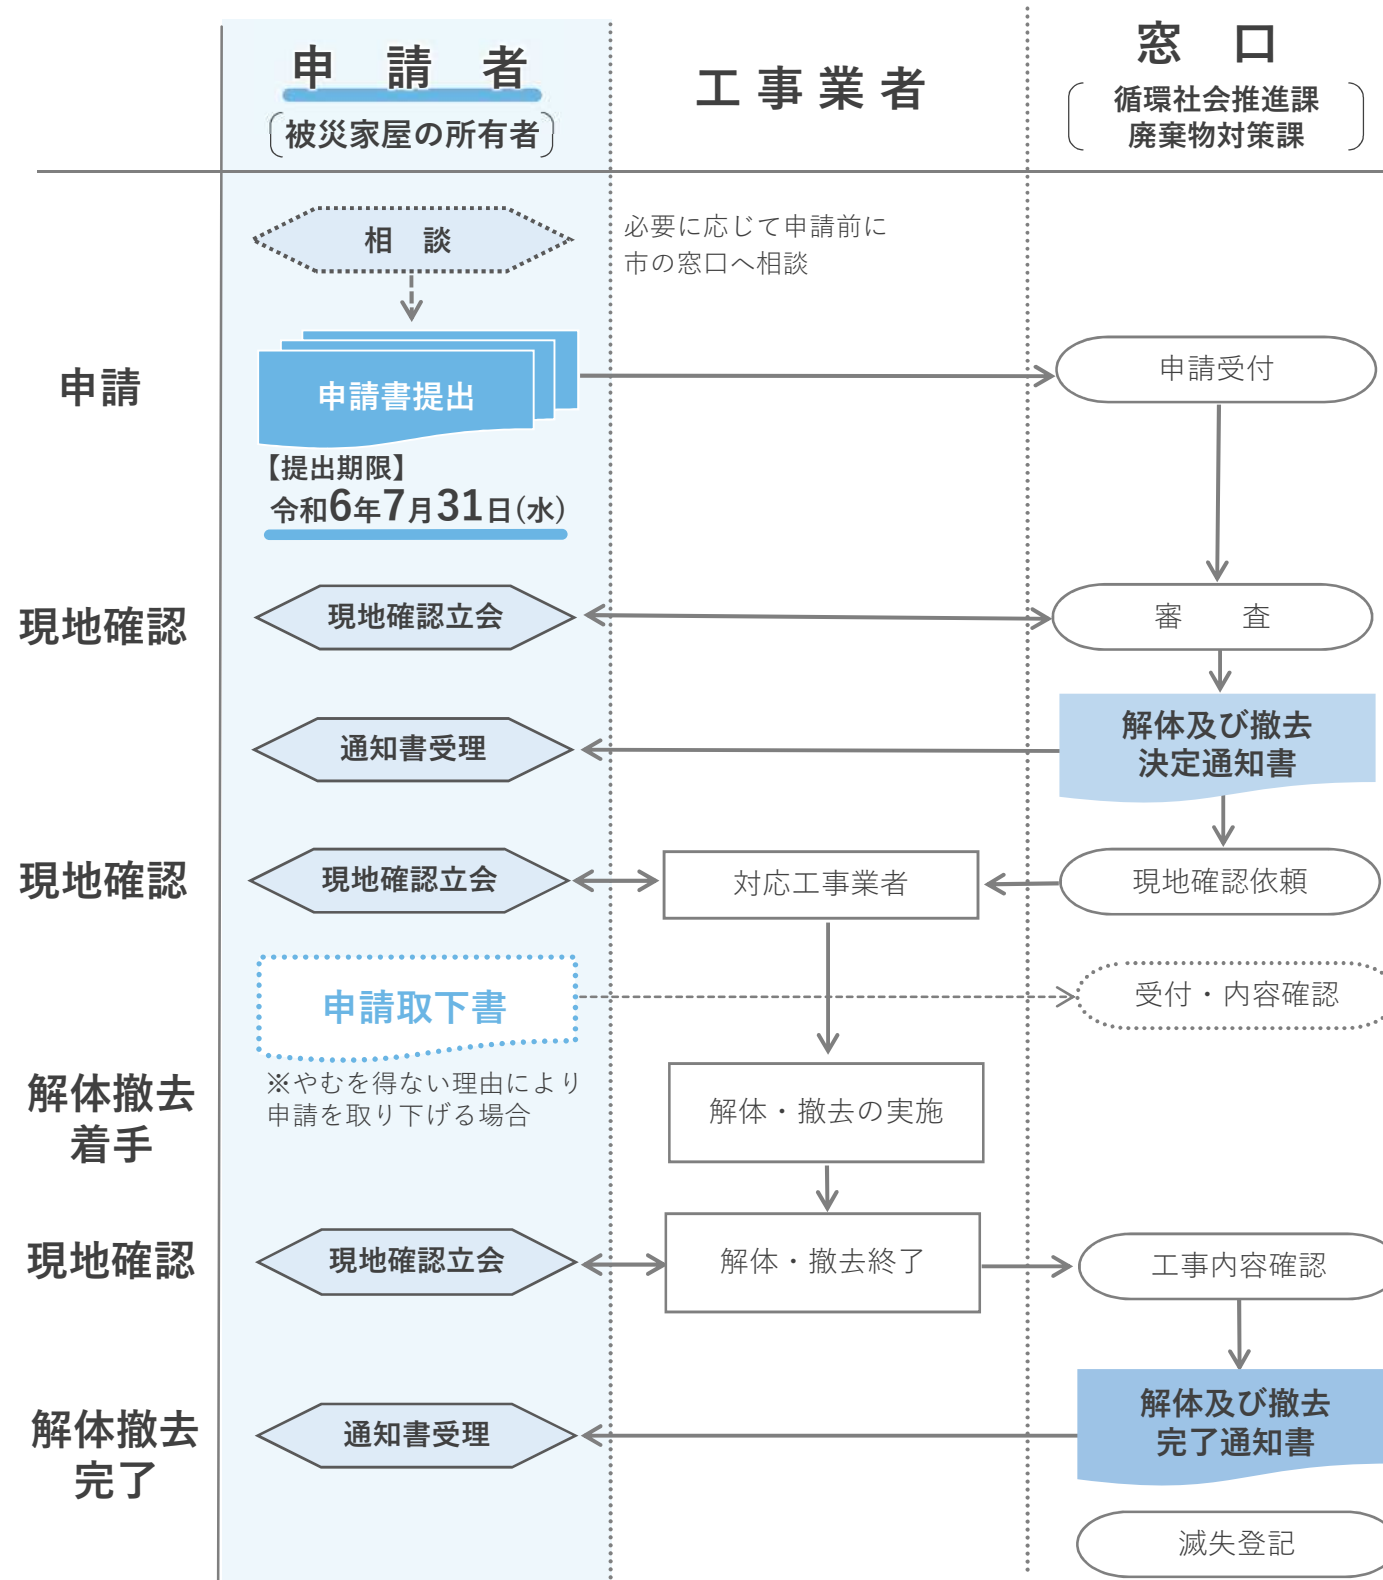 申　請　者
被災家屋の所有者
工事業者
窓　口
循環社会推進課
廃棄物対策課
相　談
必要に応じて申請前に
市の窓口へ相談
申請
申請書提出
申請受付
【提出期限】
令和6年7月31日(水)
現地確認
現地確認立会
審　査
通知書受理
解体及び撤去
決定通知書
現地確認
現地確認立会
対応工事業者
現地確認依頼
申請取下書
受付・内容確認
※やむを得ない理由により
申請を取り下げる場合
解体撤去
着手
解体・撤去の実施
現地確認
現地確認立会
解体・撤去終了
工事内容確認
解体撤去
完了
通知書受理
解体及び撤去
完了通知書
滅失登記